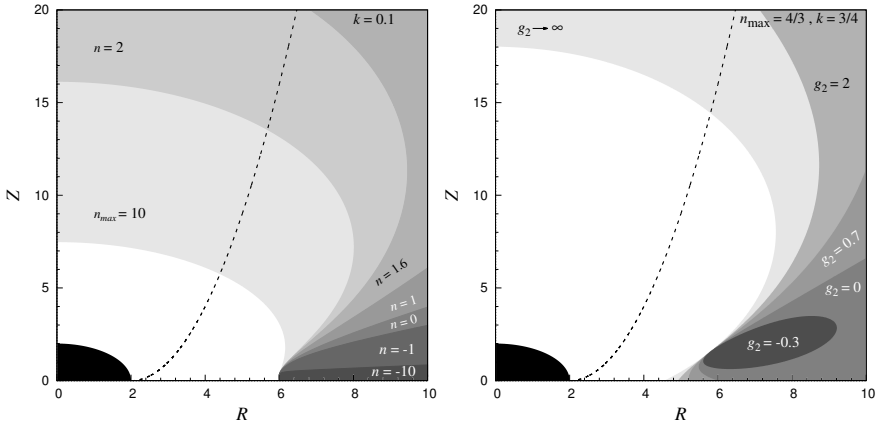 20
15
10
5
0
Z
0
2
4
6
8
10
R
k = 0.1
n = 2
n_max = 10
n = 1.6
n = 1
n = 0
n = -1
n = -10
20
15
10
5
0
Z
0
2
4
6
8
10
R
n_max = 4/3 , k = 3/4
g_2 → ∞
g_2 = 2
g_2 = 0.7
g_2 = 0
g_2 = -0.3